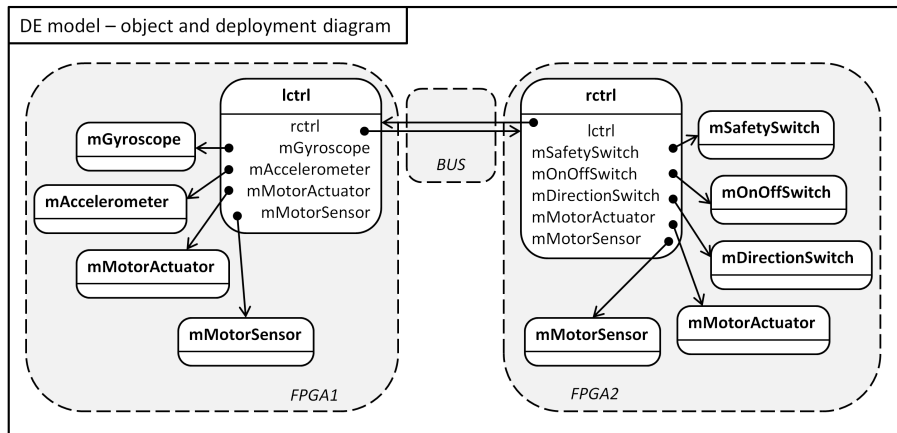 DE model – object and deployment diagram
lctrl
rctrl
mGyroscope
mAccelerometer
mMotorActuator
mMotorSensor
mGyroscope
mAccelerometer
mMotorActuator
mMotorSensor
FPGA1
BUS
rctrl
lctrl
mSafetySwitch
mOnOffSwitch
mDirectionSwitch
mMotorActuator
mMotorSensor
mSafetySwitch
mOnOffSwitch
mDirectionSwitch
mMotorActuator
mMotorSensor
FPGA2